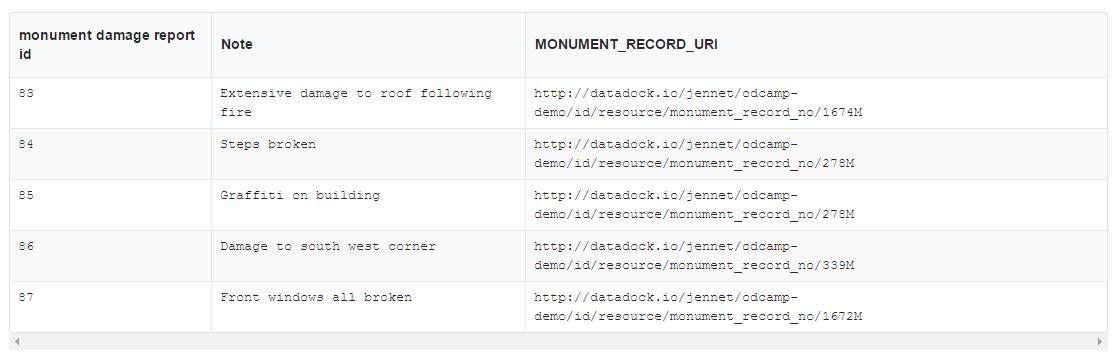 monument damage report
id
Note
MONUMENT_RECORD_URI
83
Extensive damage to roof following
fire
http://datadock.io/jennet/odcamp-
demo/id/resource/monument_record_no/1674M
84
Steps broken
http://datadock.io/jennet/odcamp-
demo/id/resource/monument_record_no/278M
85
Graffiti on building
http://datadock.io/jennet/odcamp-
demo/id/resource/monument_record_no/278M
86
Damage to south west corner
http://datadock.io/jennet/odcamp-
demo/id/resource/monument_record_no/339M
87
Front windows all broken
http://datadock.io/jennet/odcamp-
demo/id/resource/monument_record_no/1672M